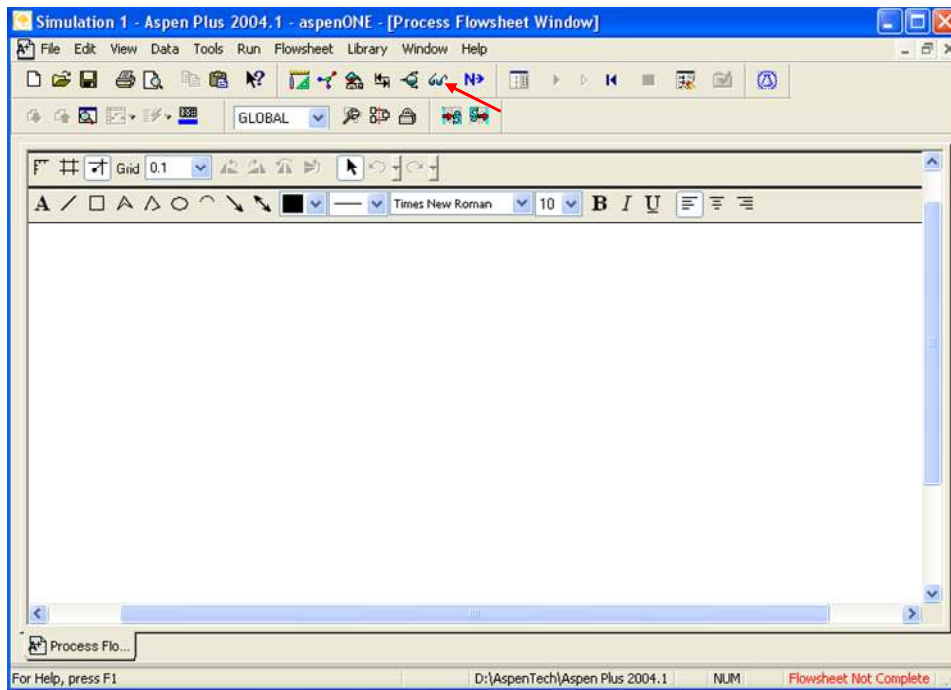 Simulation 1 - Aspen Plus 2004.1 - aspenONE - [Process Flowsheet Window]
File Edit View Data Tools Run Flowsheet Library Window Help
N>
GLOBAL
Grid 0.1
A Times New Roman 10 B I U
Process Flo...
For Help, press F1 D:\AspenTech\Aspen Plus 2004.1 NUM Flowsheet Not Complete